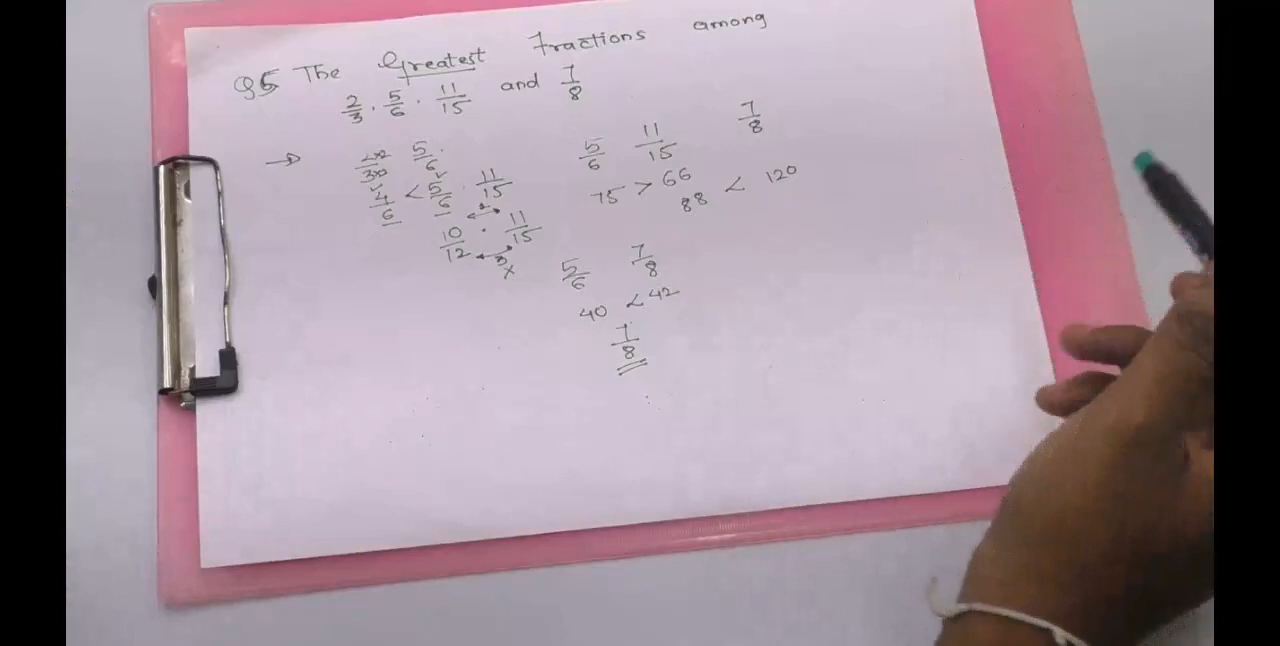 Q5 The Greatest Fractions among
2/3 . 5/6 . 11/15 and 7/8
→ 5/6 .
4/6 < 5/6 . 11/15
10/12 . 11/15
5/6 11/15 7/8
75 > 66
88 < 120
5/6 7/8
40 < 42
7/8